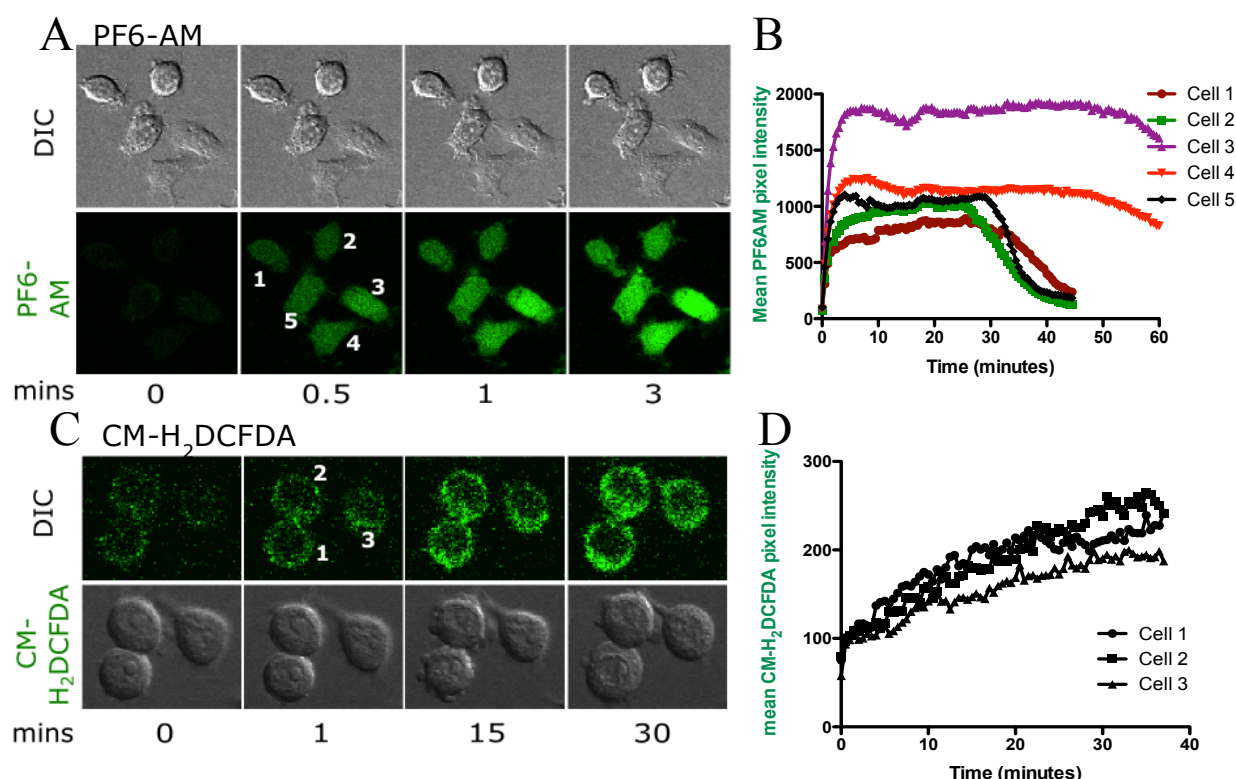 A PF6-AM
DIC
PF6-
AM
1
2
3
4
5
mins 0 0.5 1 3
B
Mean PF6AM pixel intensity
2000
1500
1000
500
0
0 10 20 30 40 50 60
Time (minutes)
Cell 1
Cell 2
Cell 3
Cell 4
Cell 5
C CM-H₂DCFDA
DIC
CM-
H₂DCFDA
2
1
3
mins 0 1 15 30
D
mean CM-H₂DCFDA pixel intensity
300
200
100
0
0 10 20 30 40
Time (minutes)
Cell 1
Cell 2
Cell 3